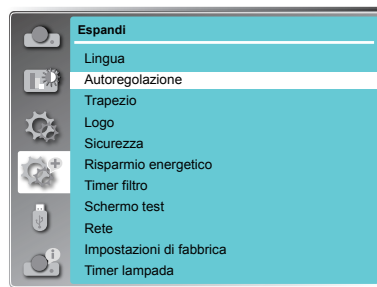 Espandi
Lingua
Autoregolazione
Trapezio
Logo
Sicurezza
Risparmio energetico
Timer filtro
Schermo test
Rete
Impostazioni di fabbrica
Timer lampada